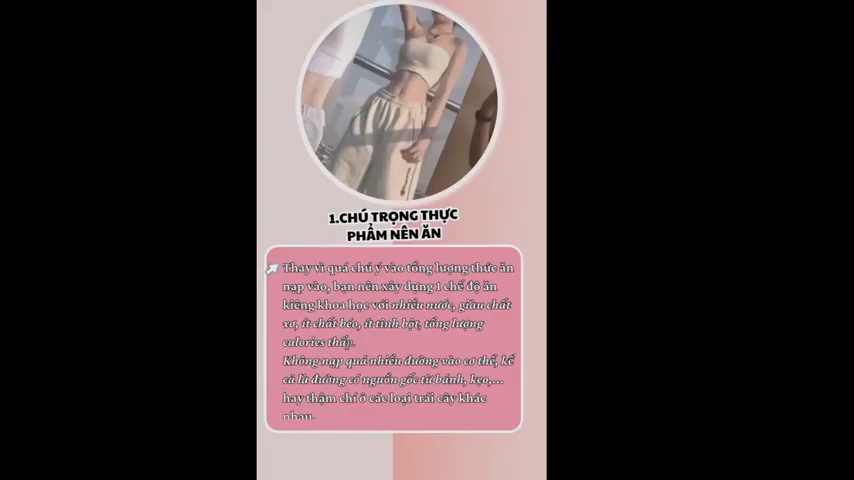 1.CHÚ TRỌNG THỰC
PHẨM NÊN ĂN
Thay vì quá chú ý vào tổng lượng thức ăn
nạp vào, bạn nên xây dựng 1 chế độ ăn
kiêng khoa học với nhiều nước, giàu chất
xơ, ít chất béo, ít tinh bột, tổng lượng
calories thấp.
Không nạp quá nhiều đường vào cơ thể, kể
cả là đường có nguồn gốc từ bánh, kẹo,...
hay thậm chí ở các loại trái cây khác
nhau.